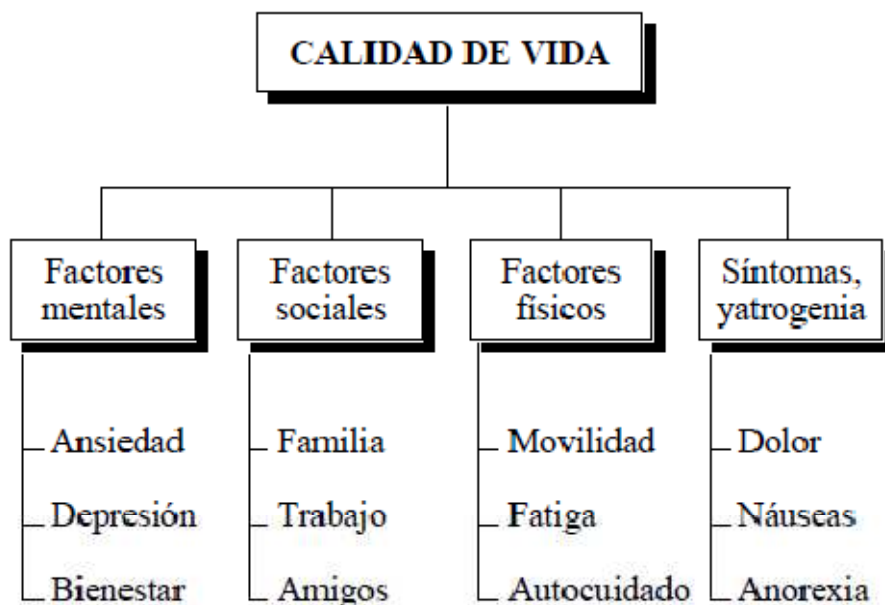 CALIDAD DE VIDA
Factores
mentales
Ansiedad
Depresión
Bienestar
Factores
sociales
Familia
Trabajo
Amigos
Factores
físicos
Movilidad
Fatiga
Autocuidado
Síntomas,
yatrogenia
Dolor
Náuseas
Anorexia